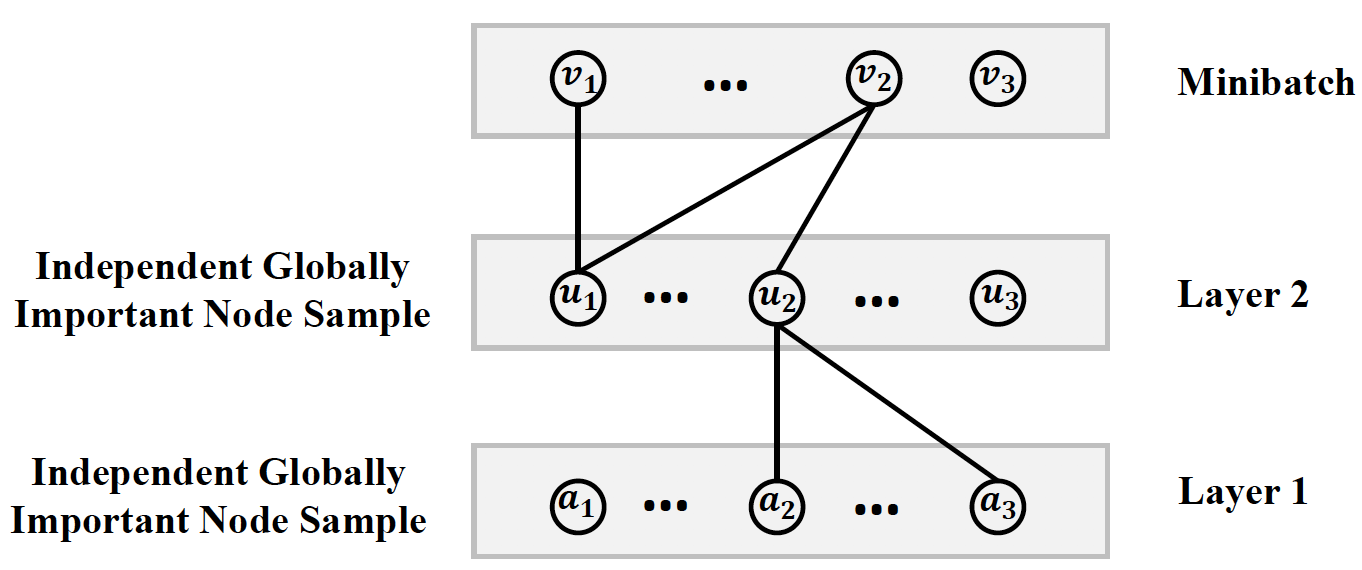 v₁ ... v₂ v₃ Minibatch
Independent Globally
Important Node Sample
u₁ ... u₂ ... u₃ Layer 2
Independent Globally
Important Node Sample
a₁ ... a₂ ... a₃ Layer 1